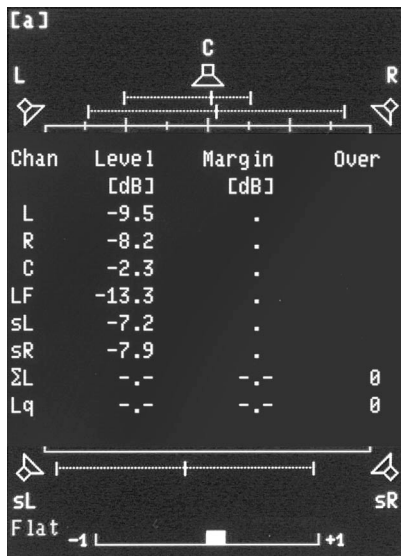 [a]
C
L R
Chan Level Margin Over
[dB] [dB]
L -9.5 .
R -8.2 .
C -2.3 .
LF -13.3 .
sL -7.2 .
sR -7.9 .
ΣL -.- -.- 0
Lq -.- -.- 0
sL sR
Flat -1 +1